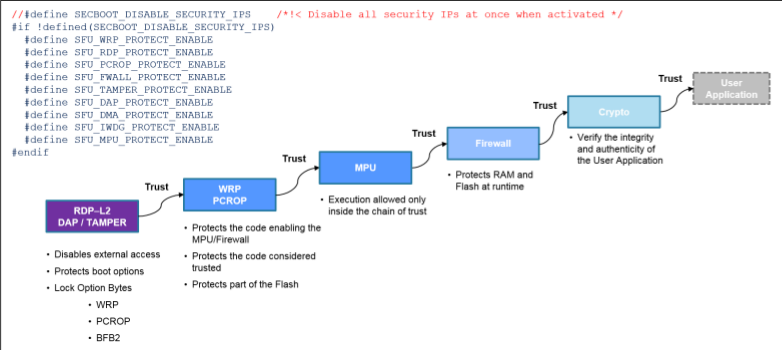 //#define SECBOOT_DISABLE_SECURITY_IPS    /*!< Disable all security IPs at once when activated */
#if !defined(SECBOOT_DISABLE_SECURITY_IPS)
  #define SFU_WRP_PROTECT_ENABLE
  #define SFU_RDP_PROTECT_ENABLE
  #define SFU_PCROP_PROTECT_ENABLE
  #define SFU_FWALL_PROTECT_ENABLE
  #define SFU_TAMPER_PROTECT_ENABLE
  #define SFU_DAP_PROTECT_ENABLE
  #define SFU_DMA_PROTECT_ENABLE
  #define SFU_IWDG_PROTECT_ENABLE
  #define SFU_MPU_PROTECT_ENABLE
#endif
RDP–L2
DAP / TAMPER
• Disables external access
• Protects boot options
• Lock Option Bytes
• WRP
• PCROP
• BFB2
Trust
WRP
PCROP
• Protects the code enabling the
MPU/Firewall
• Protects the code considered
trusted
• Protects part of the Flash
Trust
MPU
• Execution allowed only
inside the chain of trust
Trust
Firewall
• Protects RAM and
Flash at runtime
Trust
Crypto
• Verify the integrity
and authenticity of
the User Application
Trust
User
Application